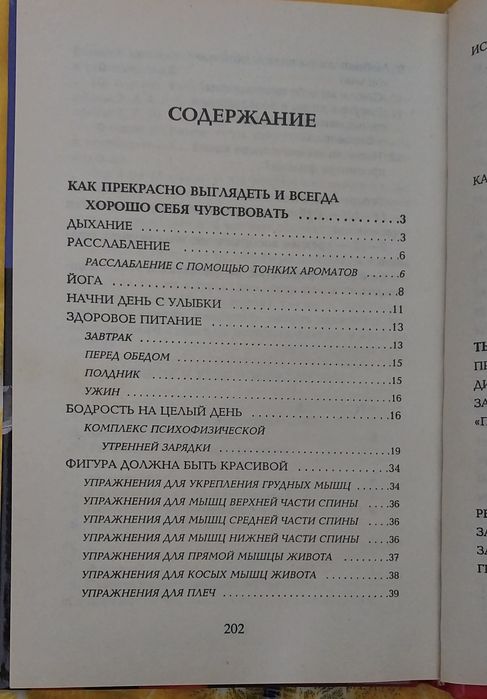 СОДЕРЖАНИЕ
КАК ПРЕКРАСНО ВЫГЛЯДЕТЬ И ВСЕГДА
ХОРОШО СЕБЯ ЧУВСТВОВАТЬ ..............3
ДЫХАНИЕ ..............3
РАССЛАБЛЕНИЕ ..............6
РАССЛАБЛЕНИЕ С ПОМОЩЬЮ ТОНКИХ АРОМАТОВ ......6
ЙОГА ..............8
НАЧНИ ДЕНЬ С УЛЫБКИ ..............11
ЗДОРОВОЕ ПИТАНИЕ ..............13
ЗАВТРАК ..............13
ПЕРЕД ОБЕДОМ ..............15
ПОЛДНИК ..............15
УЖИН ..............16
БОДРОСТЬ НА ЦЕЛЫЙ ДЕНЬ ..............16
КОМПЛЕКС ПСИХОФИЗИЧЕСКОЙ
УТРЕННЕЙ ЗАРЯДКИ ..............19
ФИГУРА ДОЛЖНА БЫТЬ КРАСИВОЙ ..............34
УПРАЖНЕНИЯ ДЛЯ УКРЕПЛЕНИЯ ГРУДНЫХ МЫШЦ .....34
УПРАЖНЕНИЯ ДЛЯ МЫШЦ ВЕРХНЕЙ ЧАСТИ СПИНЫ ....36
УПРАЖНЕНИЯ ДЛЯ МЫШЦ СРЕДНЕЙ ЧАСТИ СПИНЫ ....36
УПРАЖНЕНИЯ ДЛЯ МЫШЦ НИЖНЕЙ ЧАСТИ СПИНЫ ....36
УПРАЖНЕНИЯ ДЛЯ ПРЯМОЙ МЫШЦЫ ЖИВОТА .......37
УПРАЖНЕНИЯ ДЛЯ КОСЫХ МЫШЦ ЖИВОТА .........38
УПРАЖНЕНИЯ ДЛЯ ПЛЕЧ ..............39
202